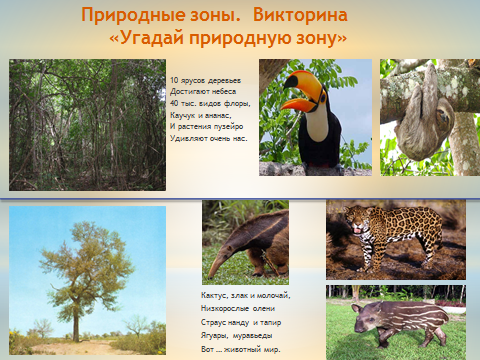 Природные зоны. Викторина
«Угадай природную зону»
10 ярусов деревьев
Достигают небеса
40 тыс. видов флоры,
Каучук и ананас,
И растения пузейро
Удивляют очень нас.
Кактус, злак и молочай,
Низкорослые олени
Страус нанду и тапир
Ягуары, муравьеды
Вот … животный мир.